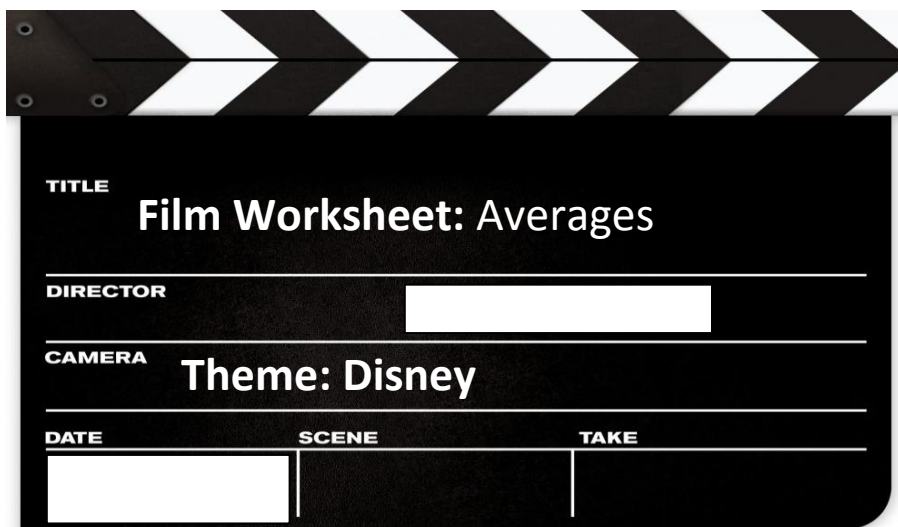 TITLE
Film Worksheet: Averages
DIRECTOR
CAMERA
Theme: Disney
DATE SCENE TAKE